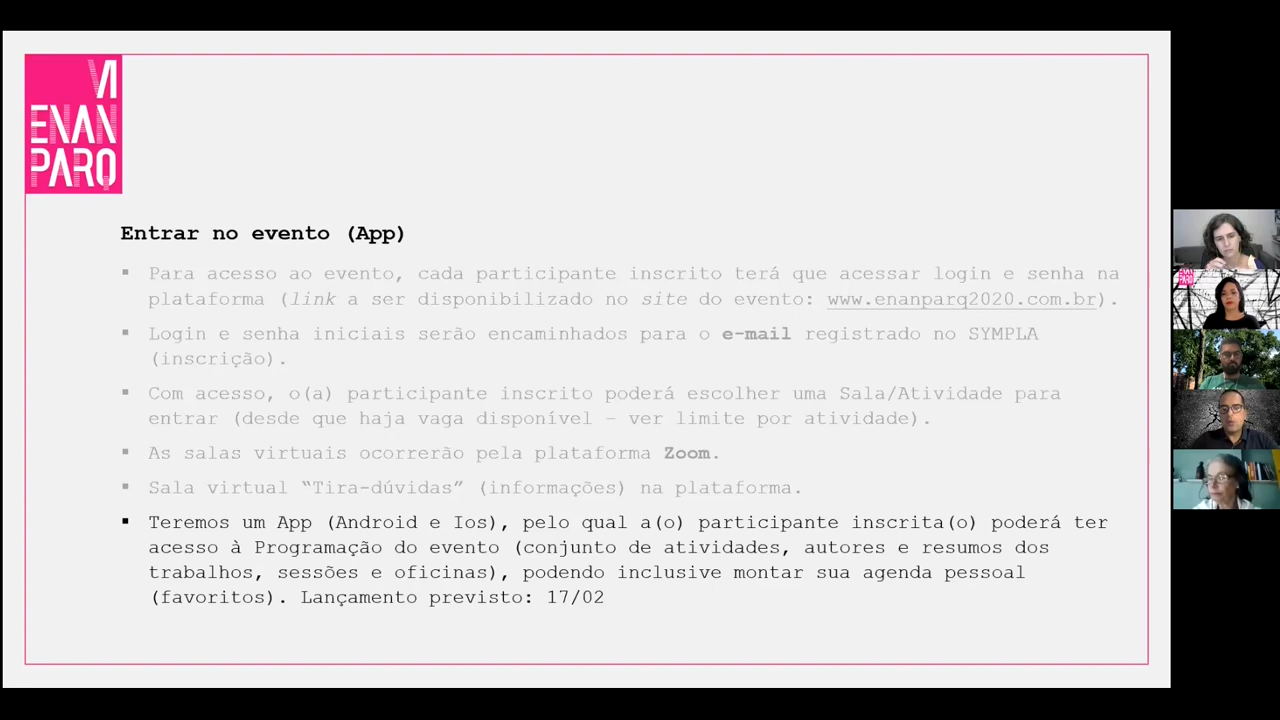 VI
ENAN
PARQ
Entrar no evento (App)
▪ Para acesso ao evento, cada participante inscrito terá que acessar login e senha na
plataforma (link a ser disponibilizado no site do evento: www.enanparq2020.com.br).
▪ Login e senha iniciais serão encaminhados para o e-mail registrado no SYMPLA
(inscrição).
▪ Com acesso, o(a) participante inscrito poderá escolher uma Sala/Atividade para
entrar (desde que haja vaga disponível – ver limite por atividade).
▪ As salas virtuais ocorrerão pela plataforma Zoom.
▪ Sala virtual “Tira-dúvidas” (informações) na plataforma.
▪ Teremos um App (Android e Ios), pelo qual a(o) participante inscrita(o) poderá ter
acesso à Programação do evento (conjunto de atividades, autores e resumos dos
trabalhos, sessões e oficinas), podendo inclusive montar sua agenda pessoal
(favoritos). Lançamento previsto: 17/02